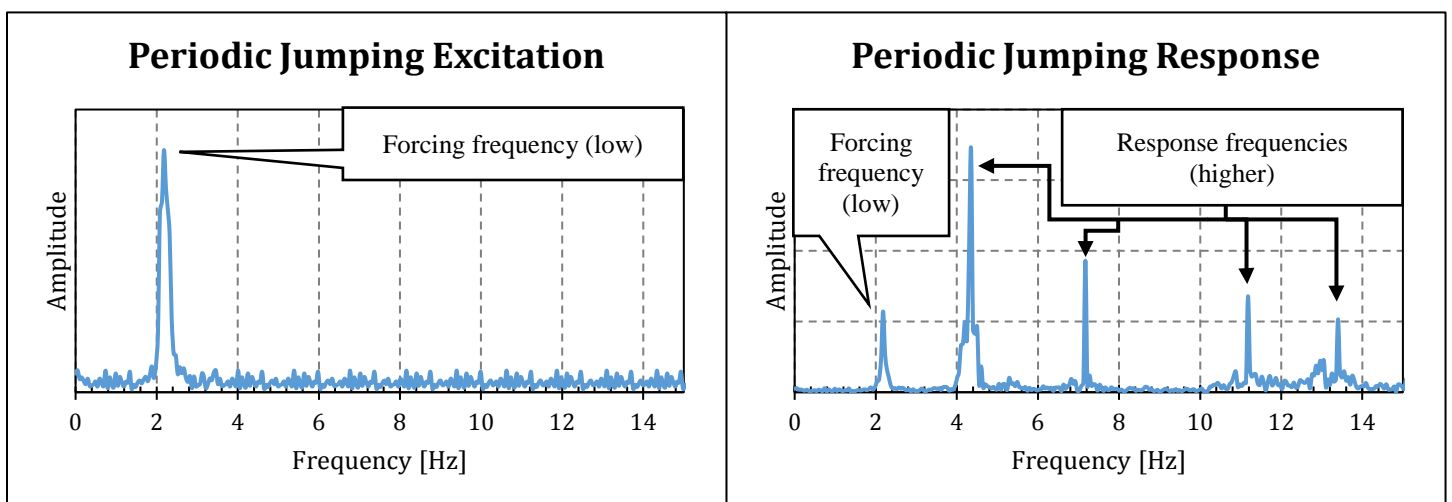 Periodic Jumping Excitation
Forcing frequency (low)
Amplitude
0 2 4 6 8 10 12 14
Frequency [Hz]
Periodic Jumping Response
Forcing
frequency
(low)
Response frequencies
(higher)
Amplitude
0 2 4 6 8 10 12 14
Frequency [Hz]